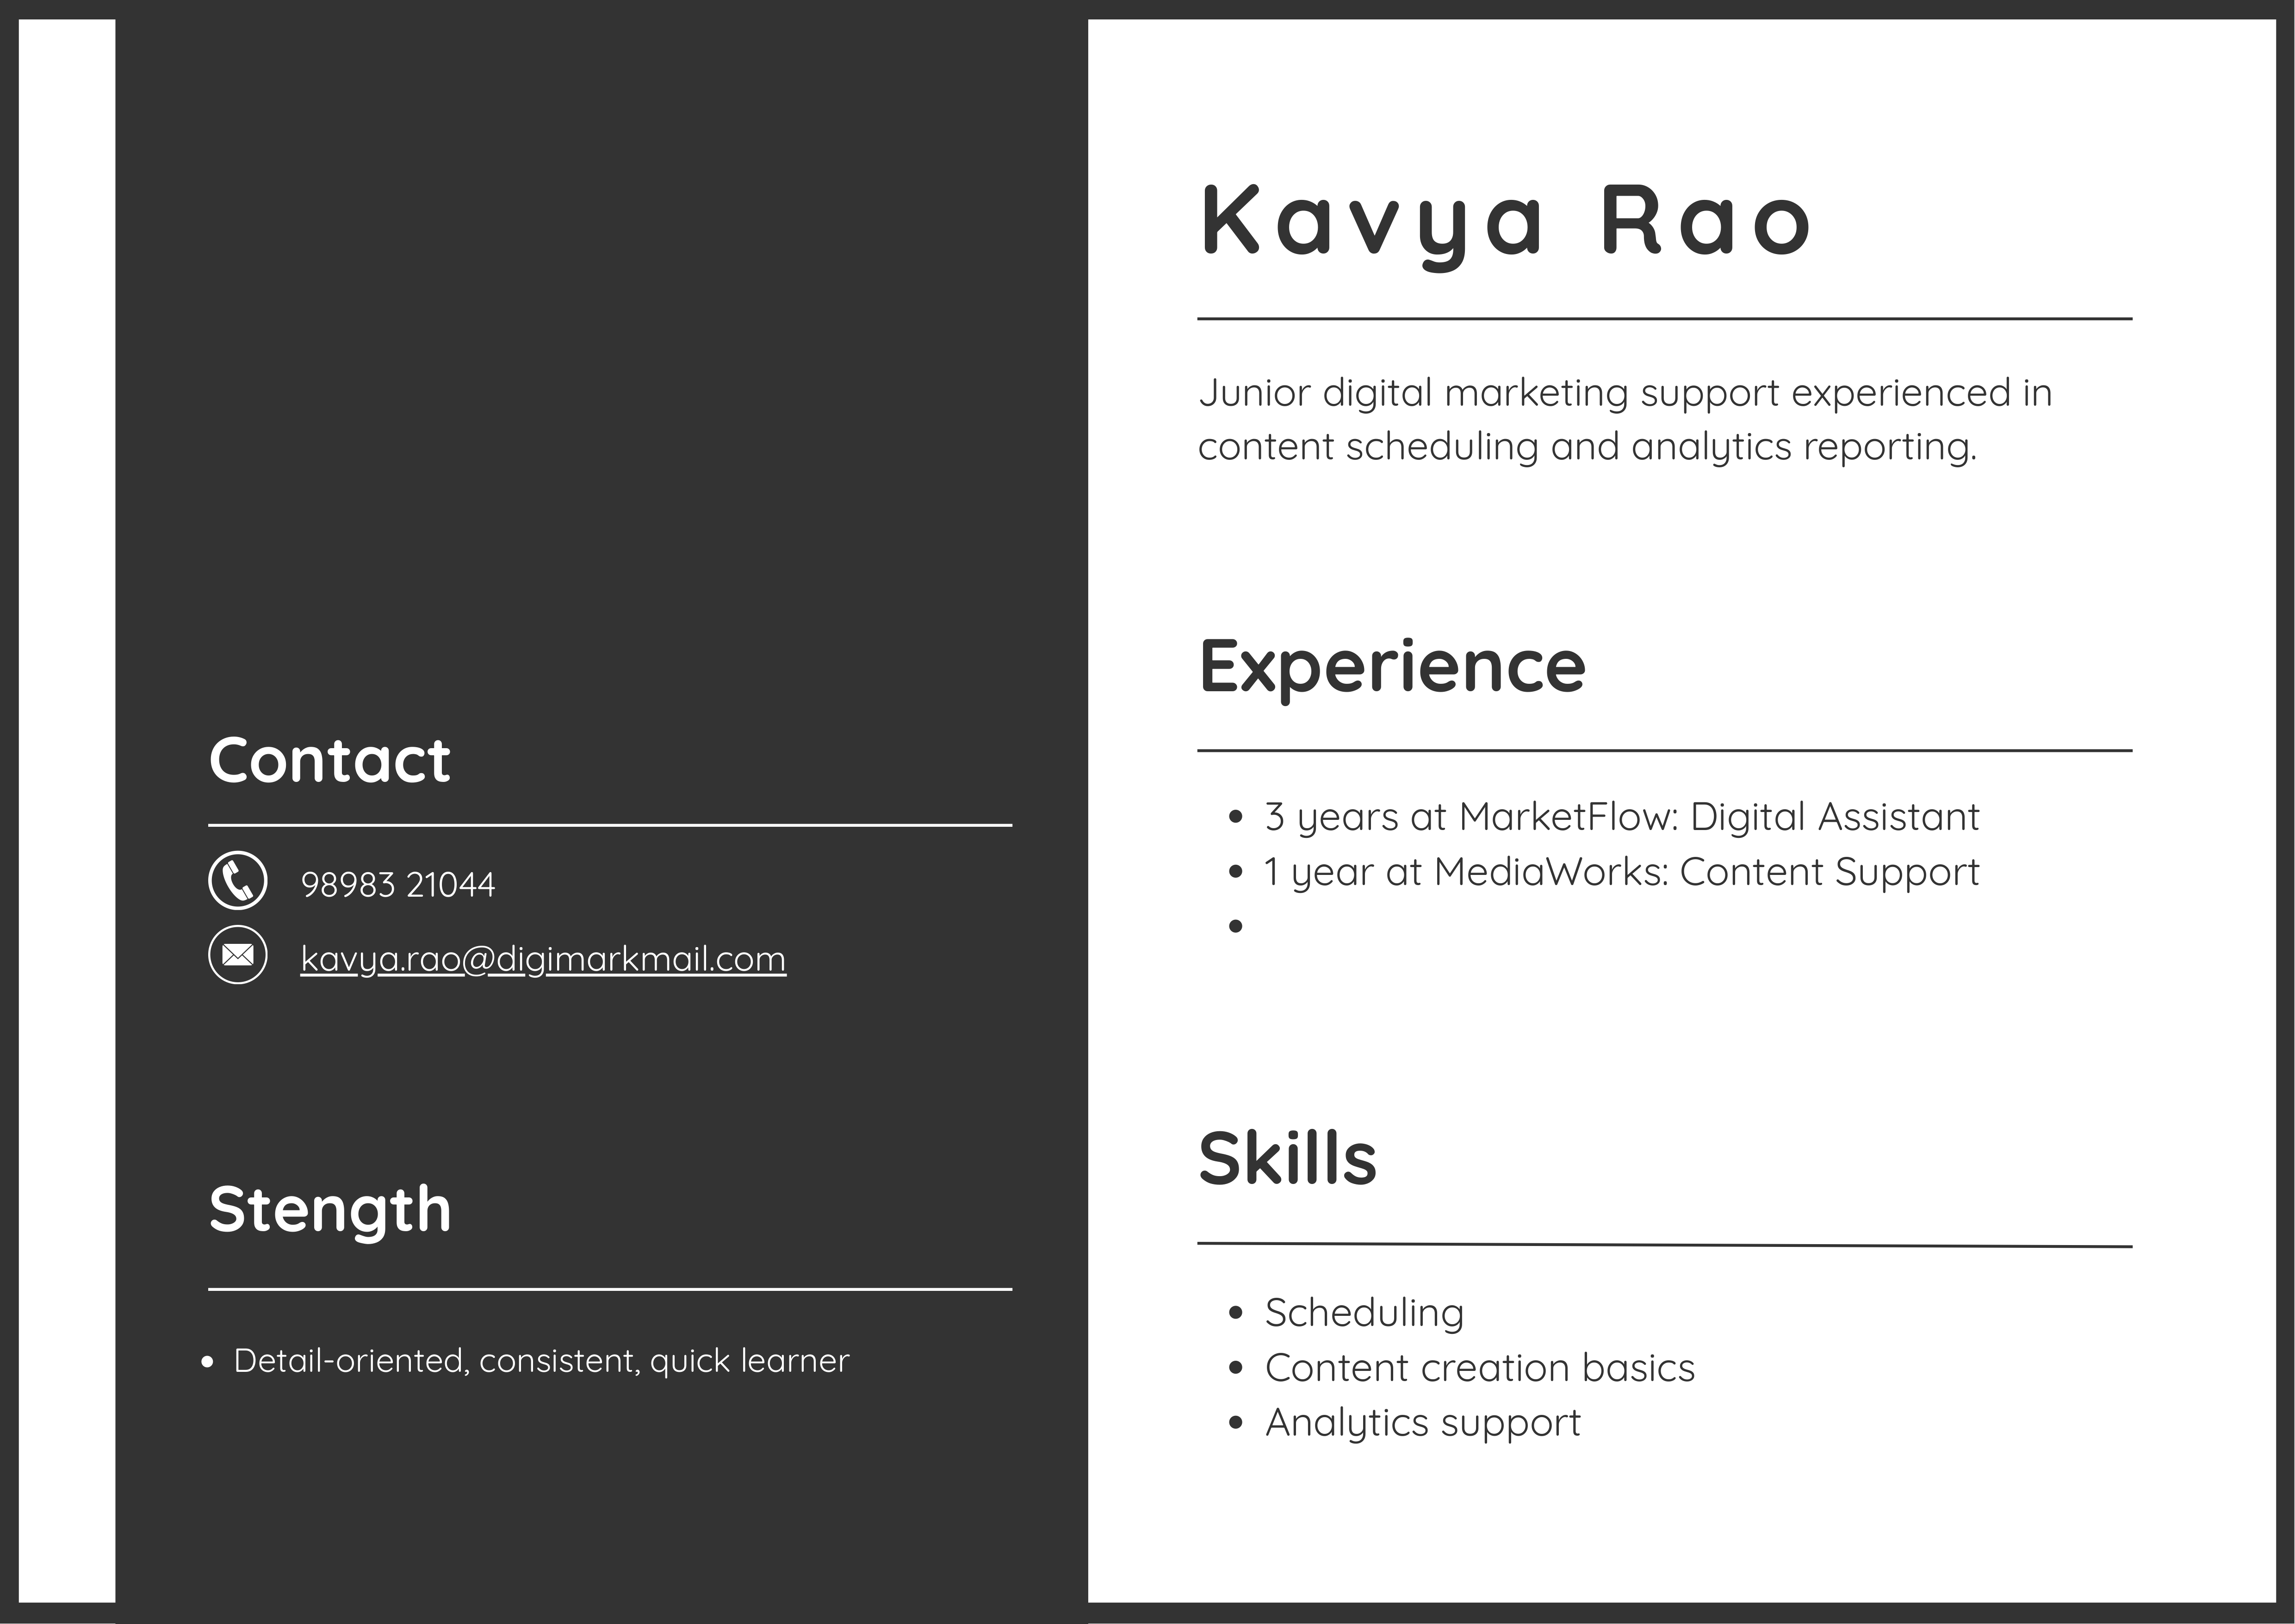 Kavya Rao
Junior digital marketing support experienced in
content scheduling and analytics reporting.
Experience
• 3 years at MarketFlow: Digital Assistant
• 1 year at MediaWorks: Content Support
•
Skills
• Scheduling
• Content creation basics
• Analytics support
Contact
98983 21044
kavya.rao@digimarkmail.com
Stength
• Detail-oriented, consistent, quick learner